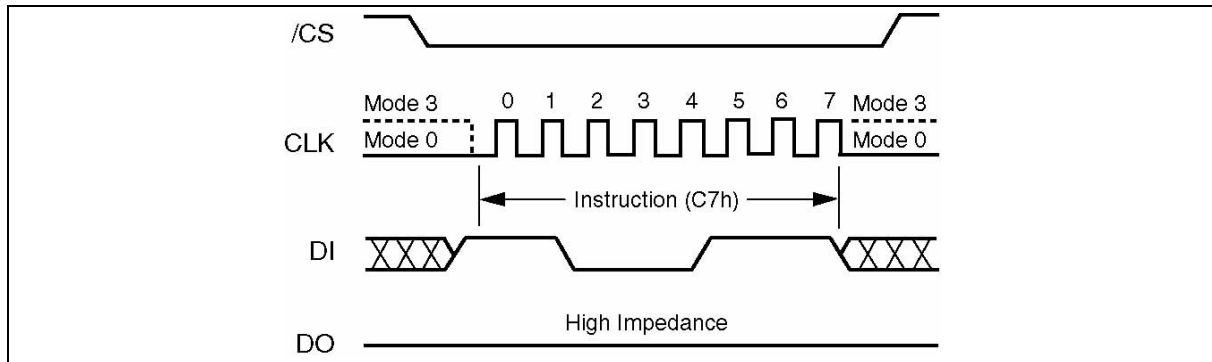 /CS
Mode 3 0 1 2 3 4 5 6 7 Mode 3
CLK Mode 0 Mode 0
Instruction (C7h)
DI
High Impedance
DO